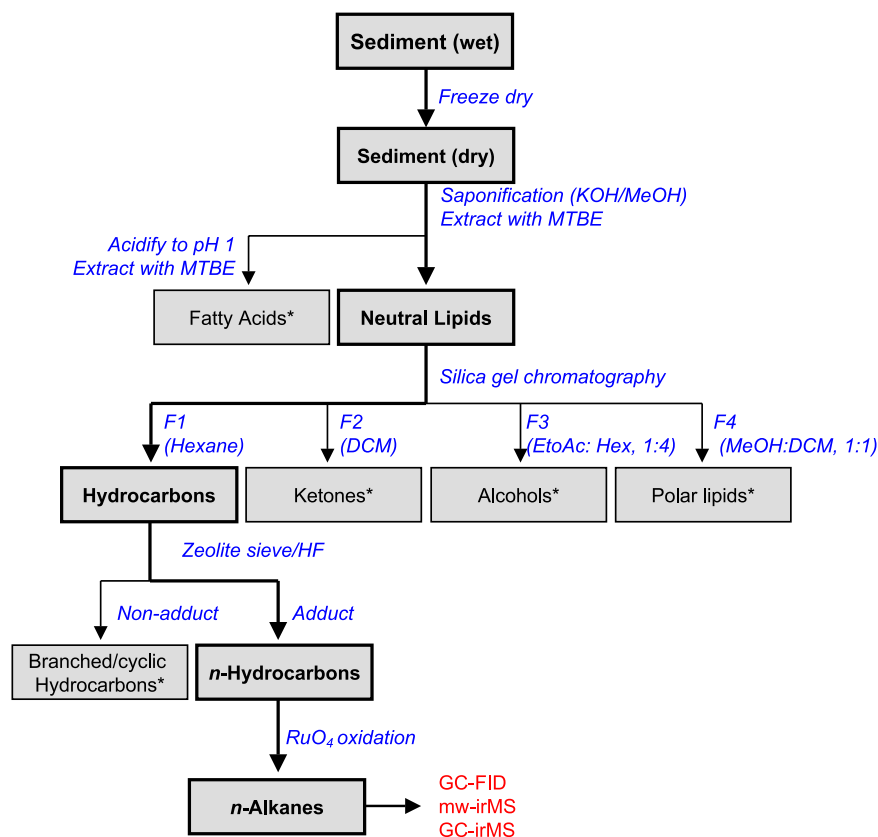 Sediment (wet)
Freeze dry
Sediment (dry)
Saponification (KOH/MeOH)
Extract with MTBE
Acidify to pH 1
Extract with MTBE
Fatty Acids*
Neutral Lipids
Silica gel chromatography
F1
(Hexane)
F2
(DCM)
F3
(EtoAc: Hex, 1:4)
F4
(MeOH:DCM, 1:1)
Hydrocarbons
Ketones*
Alcohols*
Polar lipids*
Zeolite sieve/HF
Non-adduct
Adduct
Branched/cyclic
Hydrocarbons*
n-Hydrocarbons
RuO₄ oxidation
n-Alkanes
GC-FID
mw-irMS
GC-irMS